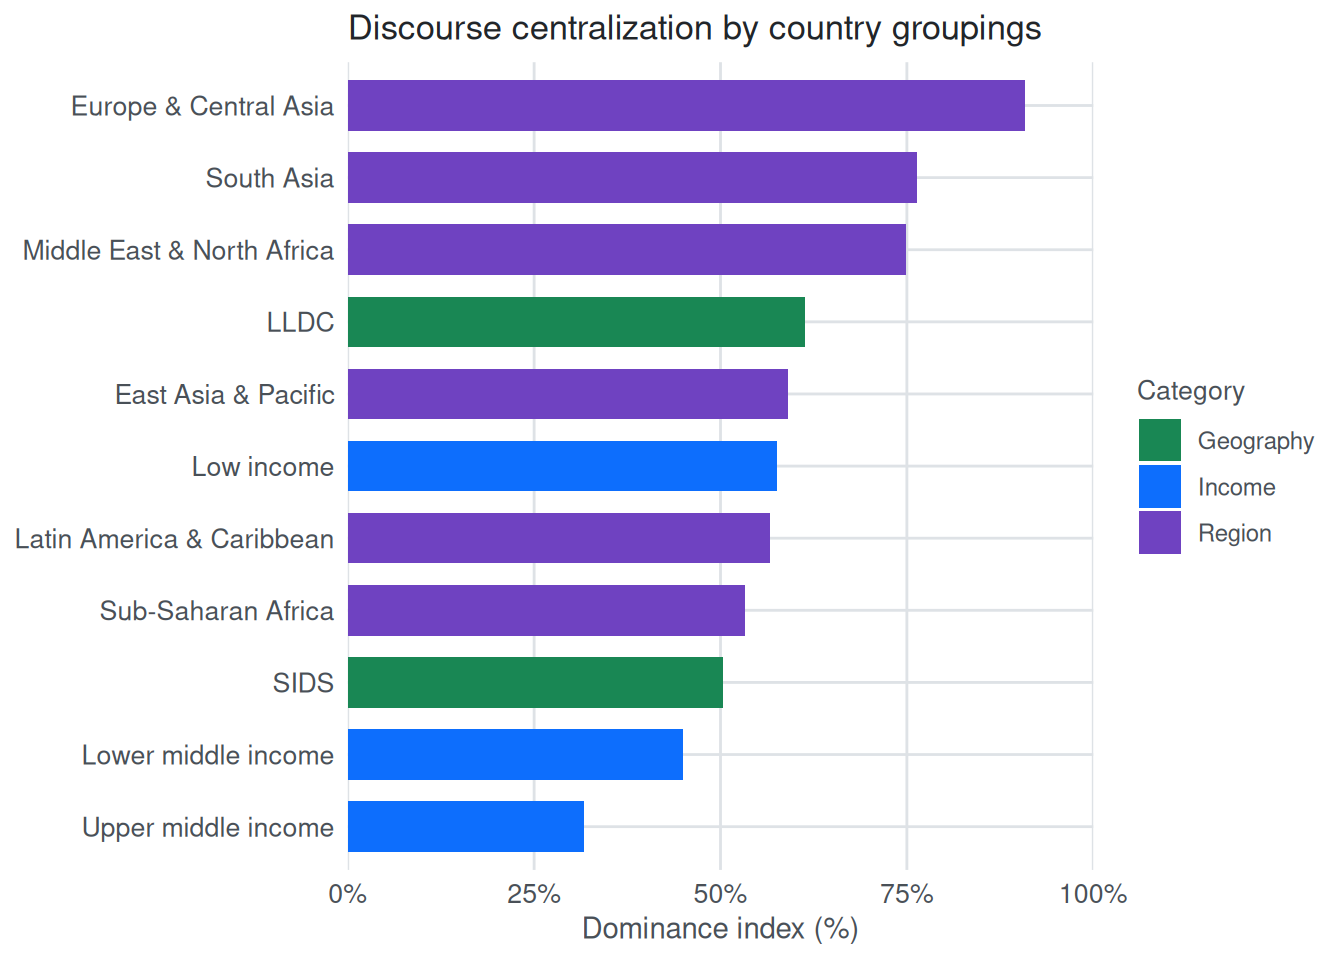 Discourse centralization by country groupings
Europe & Central Asia
South Asia
Middle East & North Africa
LLDC
East Asia & Pacific
Low income
Latin America & Caribbean
Sub-Saharan Africa
SIDS
Lower middle income
Upper middle income
0% 25% 50% 75% 100%
Dominance index (%)
Category
Geography
Income
Region